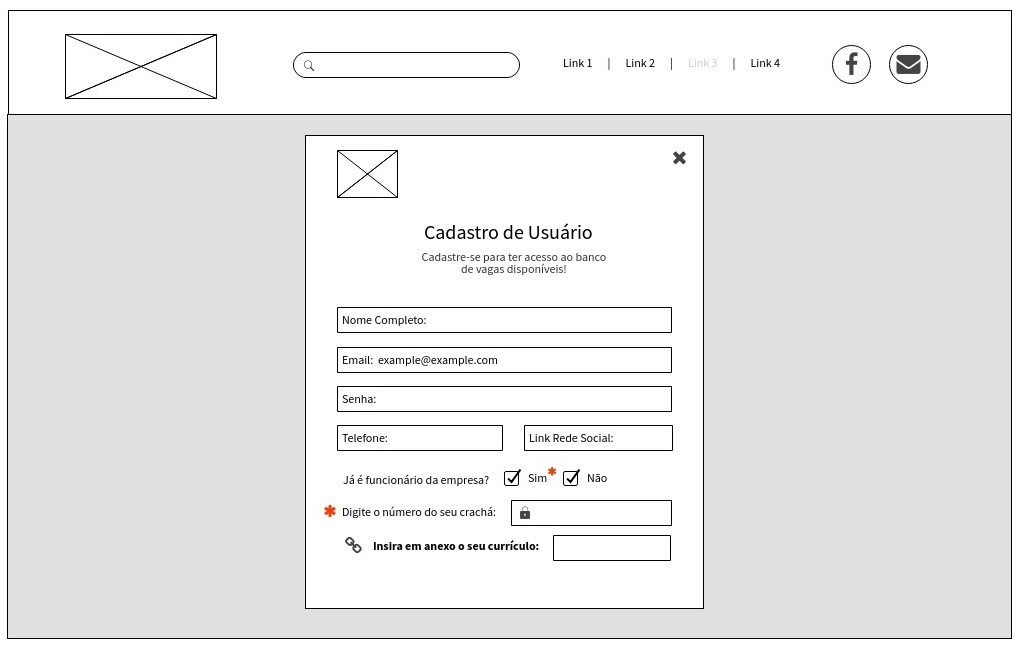 Link 1 | Link 2 | Link 3 | Link 4
Cadastro de Usuário
Cadastre-se para ter acesso ao banco
de vagas disponíveis!
Nome Completo:
Email: example@example.com
Senha:
Telefone: Link Rede Social:
Já é funcionário da empresa? Sim* Não
* Digite o número do seu crachá:
Insira em anexo o seu currículo: